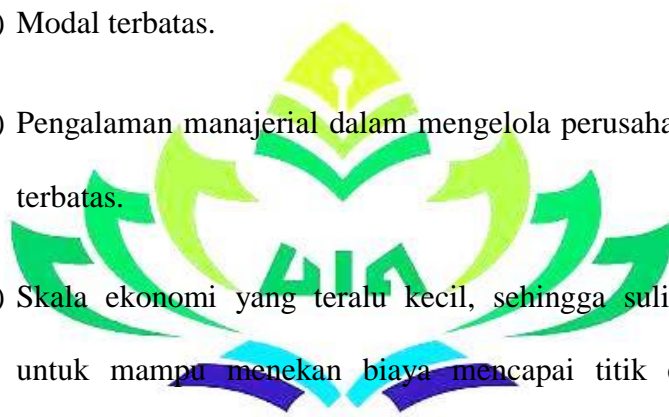 ) Modal terbatas.
) Pengalaman manajerial dalam mengelola perusaha
terbatas.
) Skala ekonomi yang teralu kecil, sehingga suli
untuk mampu menekan biaya mencapai titik